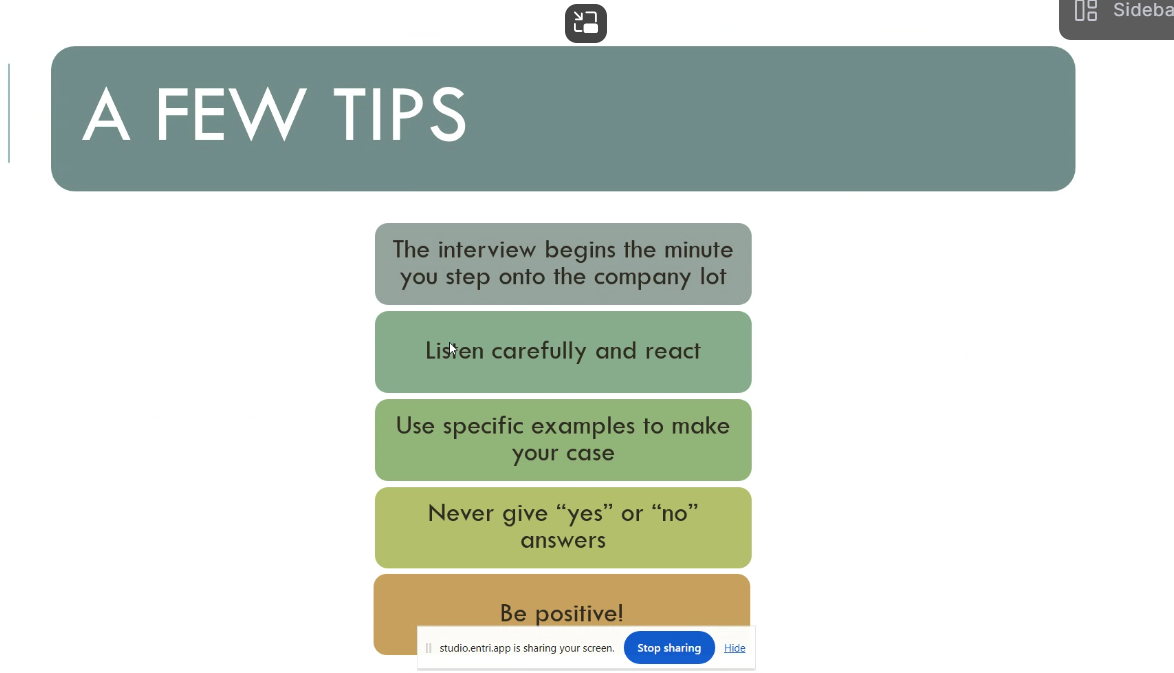 Sideba
A FEW TIPS
The interview begins the minute
you step onto the company lot
Listen carefully and react
Use specific examples to make
your case
Never give “yes” or “no”
answers
Be positive!
studio.entri.app is sharing your screen. Stop sharing Hide